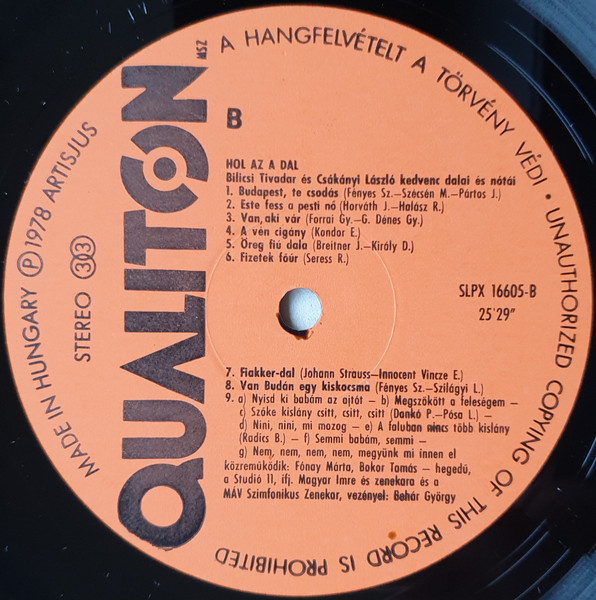 A HANGFELVÉTELT A TÖRVÉNY VÉDI • UNAUTHORIZED COPYING OF THIS RECORD IS PROHIBITED
MADE IN HUNGARY Ⓟ 1978 ARTISJUS
STEREO 33
QUALITON
MSZ
B
HOL AZ A DAL
Bilicsi Tivadar és Csákányi László kedvenc dalai és nótái
1. Budapest, te csodás (Fényes Sz.–Szécsén M.–Pártos J.)
2. Este fess a pesti nő (Horváth J.–Halász R.)
3. Van, aki vár (Forrai Gy.–G. Dénes Gy.)
4. A vén cigány (Kondor E.)
5. Öreg fiú dala (Breitner J.–Király D.)
6. Fizetek főúr (Seress R.)
SLPX 16605-B
25'29"
7. Fiakker-dal (Johann Strauss–Innocent Vincze E.)
8. Van Budán egy kiskocsma (Fényes Sz.–Szilágyi L.)
9. a) Nyisd ki babám az ajtót – b) Megszökött a feleségem –
c) Szőke kislány csitt, csitt, csitt (Dankó P.–Pósa L.)
d) Nini, nini, mi mozog – e) A faluban nincs több kislány
(Radics B.) – f) Semmi babám, semmi –
g) Nem, nem, nem, nem, megyünk mi innen el
közreműködik: Fónay Márta, Bokor Tamás – hegedű,
a Studió 11, ifj. Magyar Imre és zenekara és a
MÁV Szimfonikus Zenekar, vezényel: Behár György